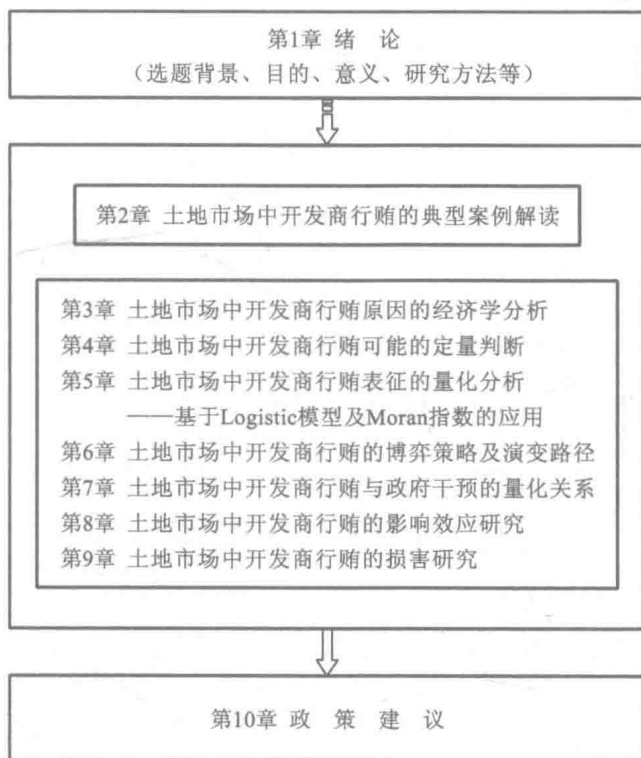 第1章 绪 论
（选题背景、目的、意义、研究方法等）
第2章 土地市场中开发商行贿的典型案例解读
第3章 土地市场中开发商行贿原因的经济学分析
第4章 土地市场中开发商行贿可能的定量判断
第5章 土地市场中开发商行贿表征的量化分析
——基于Logistic模型及Moran指数的应用
第6章 土地市场中开发商行贿的博弈策略及演变路径
第7章 土地市场中开发商行贿与政府干预的量化关系
第8章 土地市场中开发商行贿的影响效应研究
第9章 土地市场中开发商行贿的损害研究
第10章 政 策 建 议